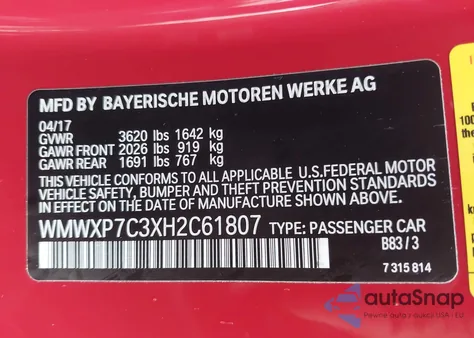 MFD BY BAYERISCHE MOTOREN WERKE AG
04/17
GVWR 3620 lbs 1642 kg
GAWR FRONT 2026 lbs 919 kg
GAWR REAR 1691 lbs 767 kg
THIS VEHICLE CONFORMS TO ALL APPLICABLE U.S.FEDERAL MOTOR
VEHICLE SAFETY, BUMPER AND THEFT PREVENTION STANDARDS
IN EFFECT ON THE DATE OF MANUFACTURE SHOWN ABOVE.
WMWXP7C3XH2C61807 TYPE: PASSENGER CAR
B83/3
7 315 814
100
autoSnap